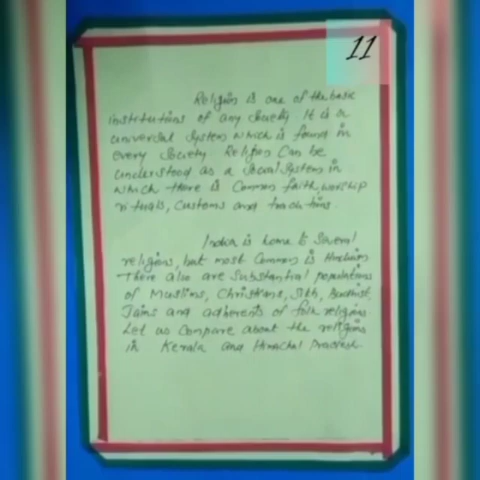 11
Religion is one of the basic
institutions of any Society. It is a
universal System which is found in
every Society. Religion Can be
understood as a Social System in
which there is Common faith, worship
rituals, Customs and traditions.
India is home to Several
religions, but most Common is Hinduism
There also are Substantial populations
of Muslims, Christians, Sikh, Buddhist,
Jains and adherents of folk religions
Let us Compare about the religions
in Kerala and Himachal Pradesh.